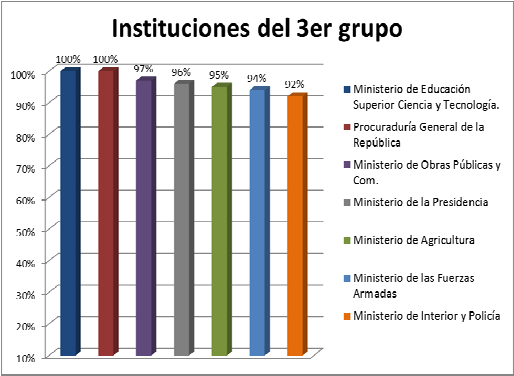 Instituciones del 3er grupo
100% 100% 97% 96% 95% 94% 92%
100%
90%
80%
70%
60%
50%
40%
30%
20%
10%
Ministerio de Educación
Superior Ciencia y Tecnología.
Procuraduría General de la
República
Ministerio de Obras Públicas y
Com.
Ministerio de la Presidencia
Ministerio de Agricultura
Ministerio de las Fuerzas
Armadas
Ministerio de Interior y Policía